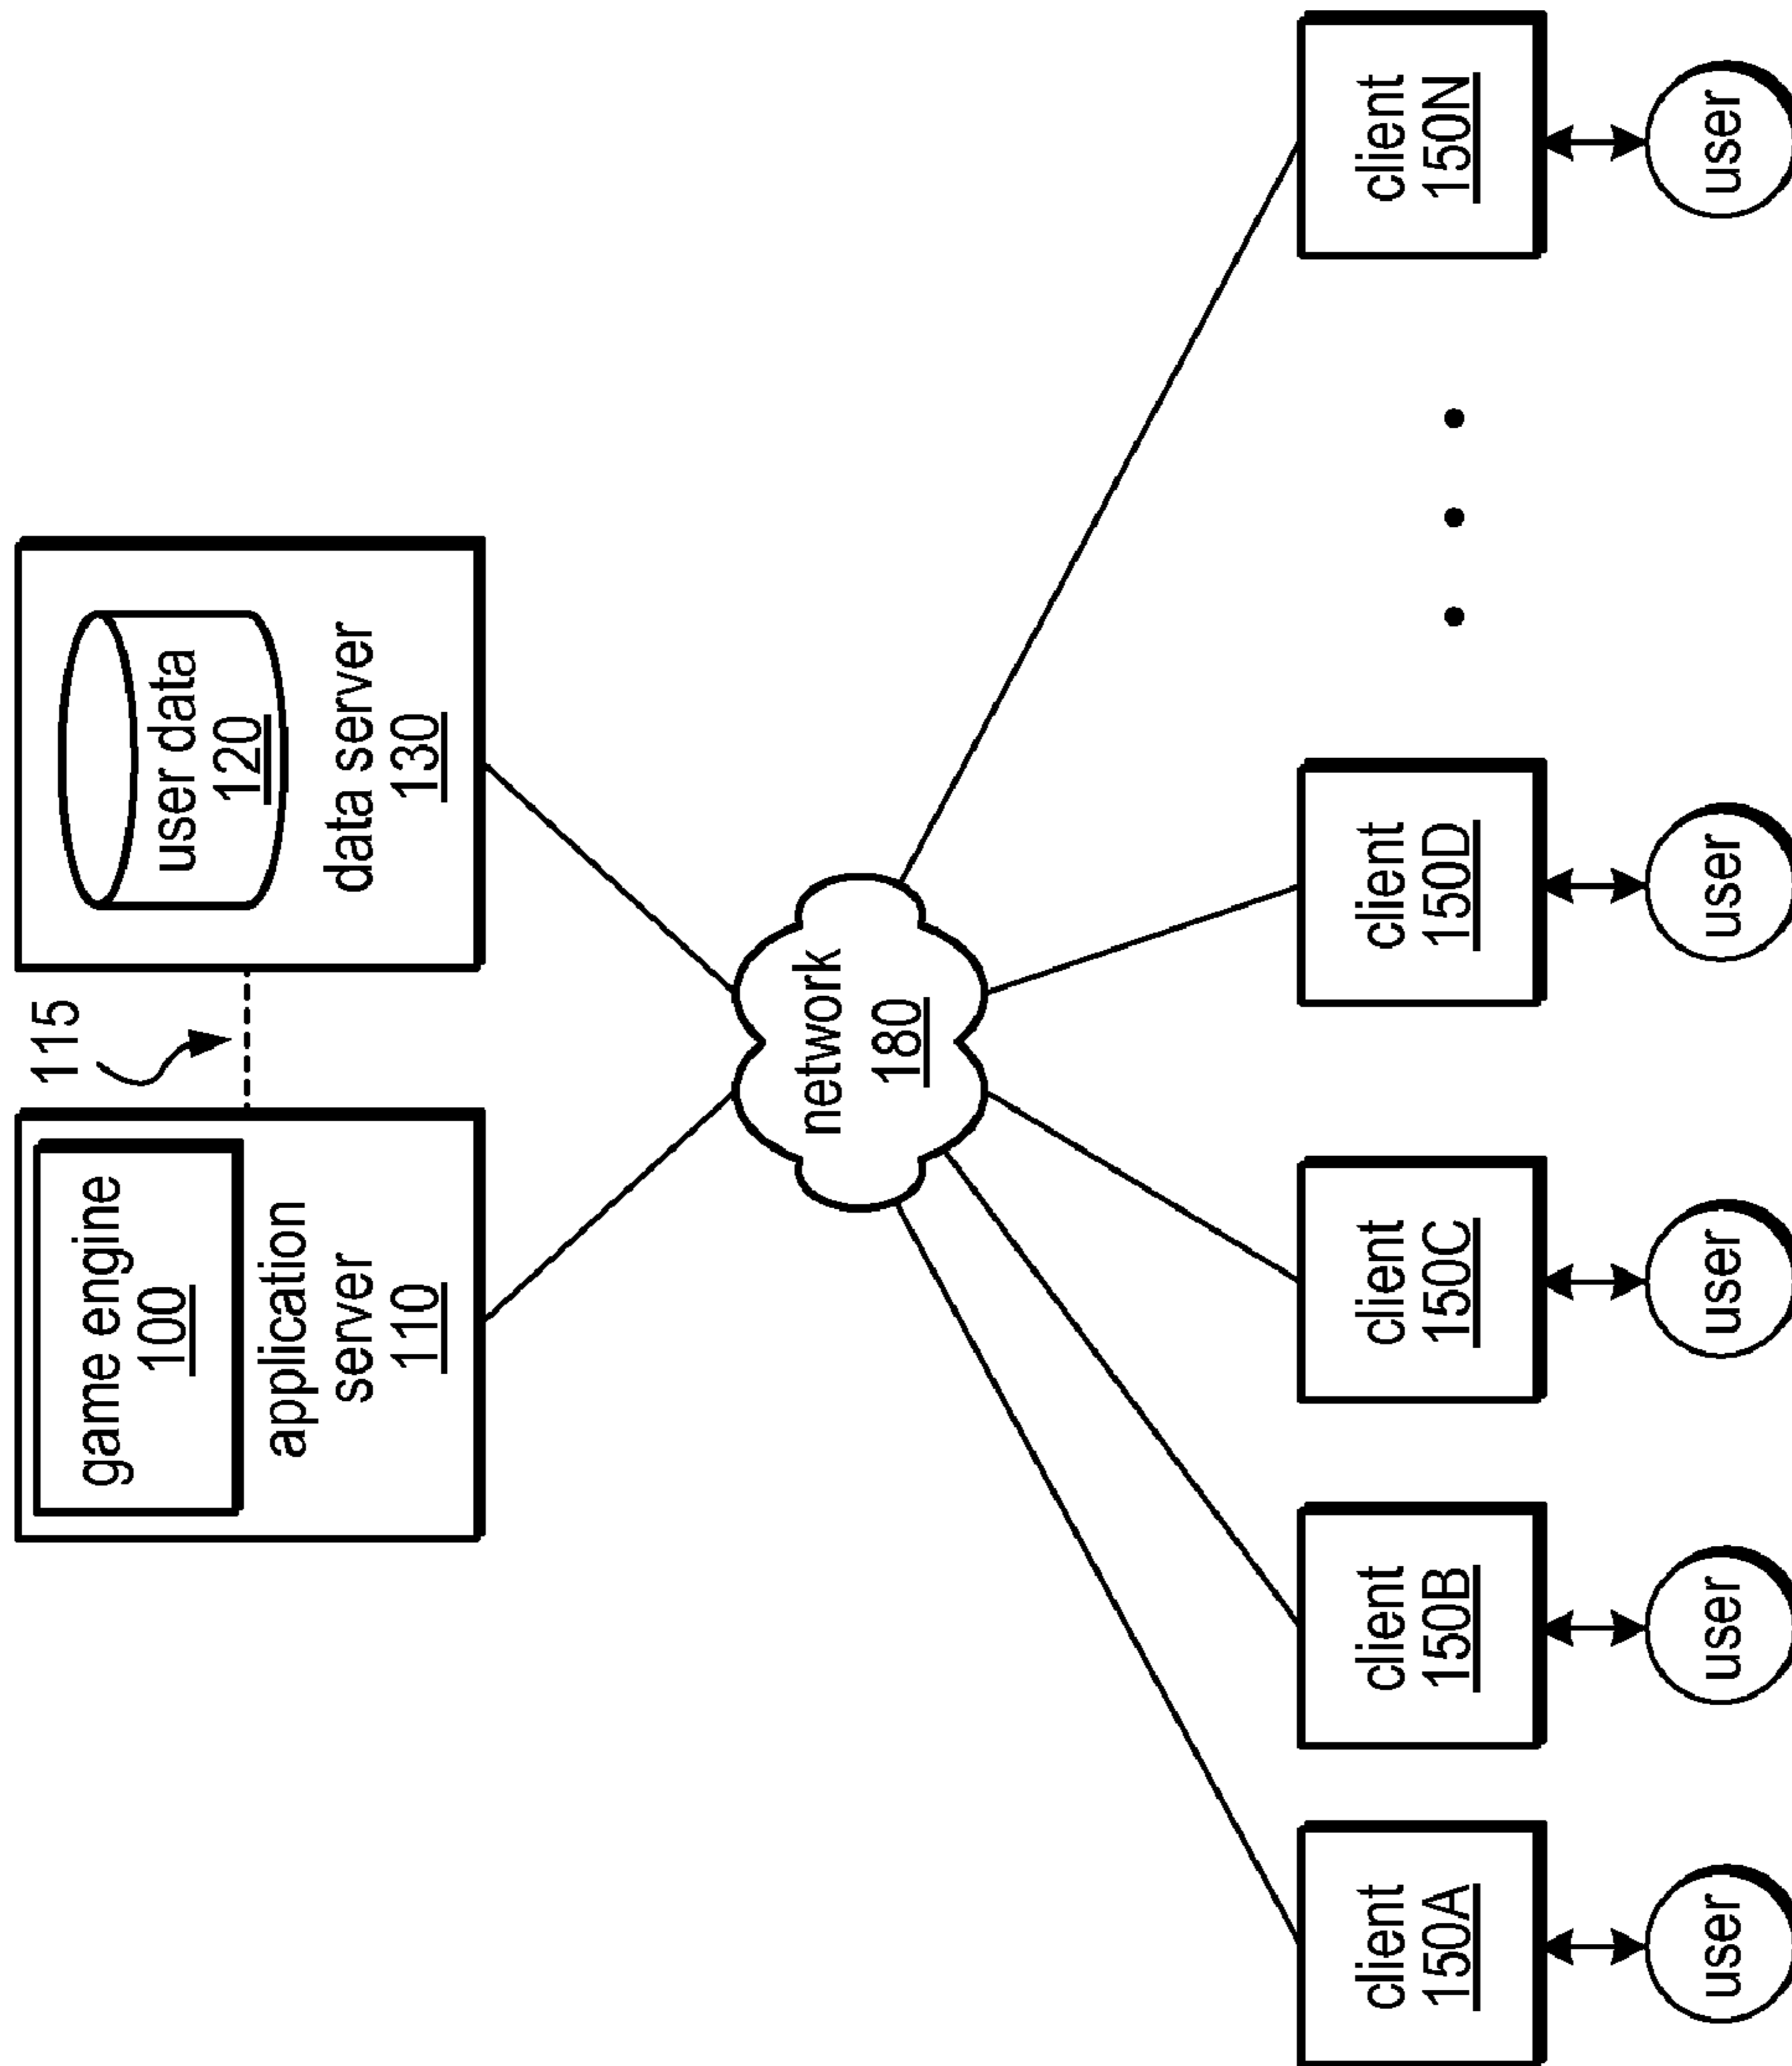 game engine
100
application
server
110
115
user data
120
data server
130
network
180
client
150A
client
150B
client
150C
client
150D
client
150N
user
user
user
user
user